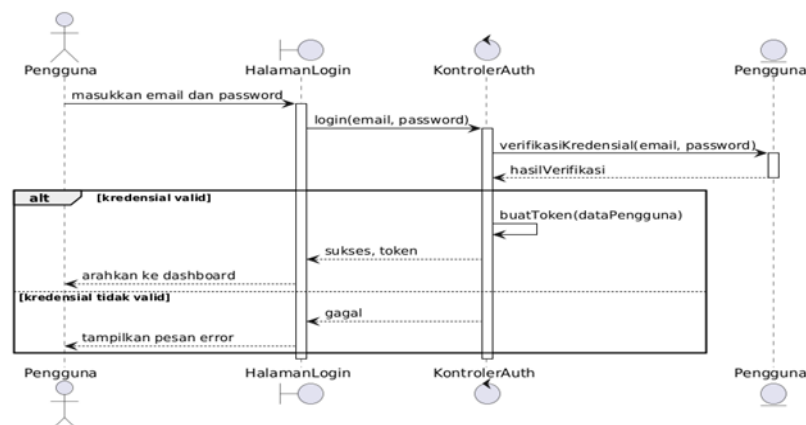 Pengguna
HalamanLogin
KontrolerAuth
Pengguna
masukkan email dan password
login(email, password)
verifikasiKredensial(email, password)
hasilVerifikasi
alt
[kredensial valid]
buatToken(dataPengguna)
sukses, token
arahkan ke dashboard
[kredensial tidak valid]
gagal
tampilkan pesan error
Pengguna
HalamanLogin
KontrolerAuth
Pengguna